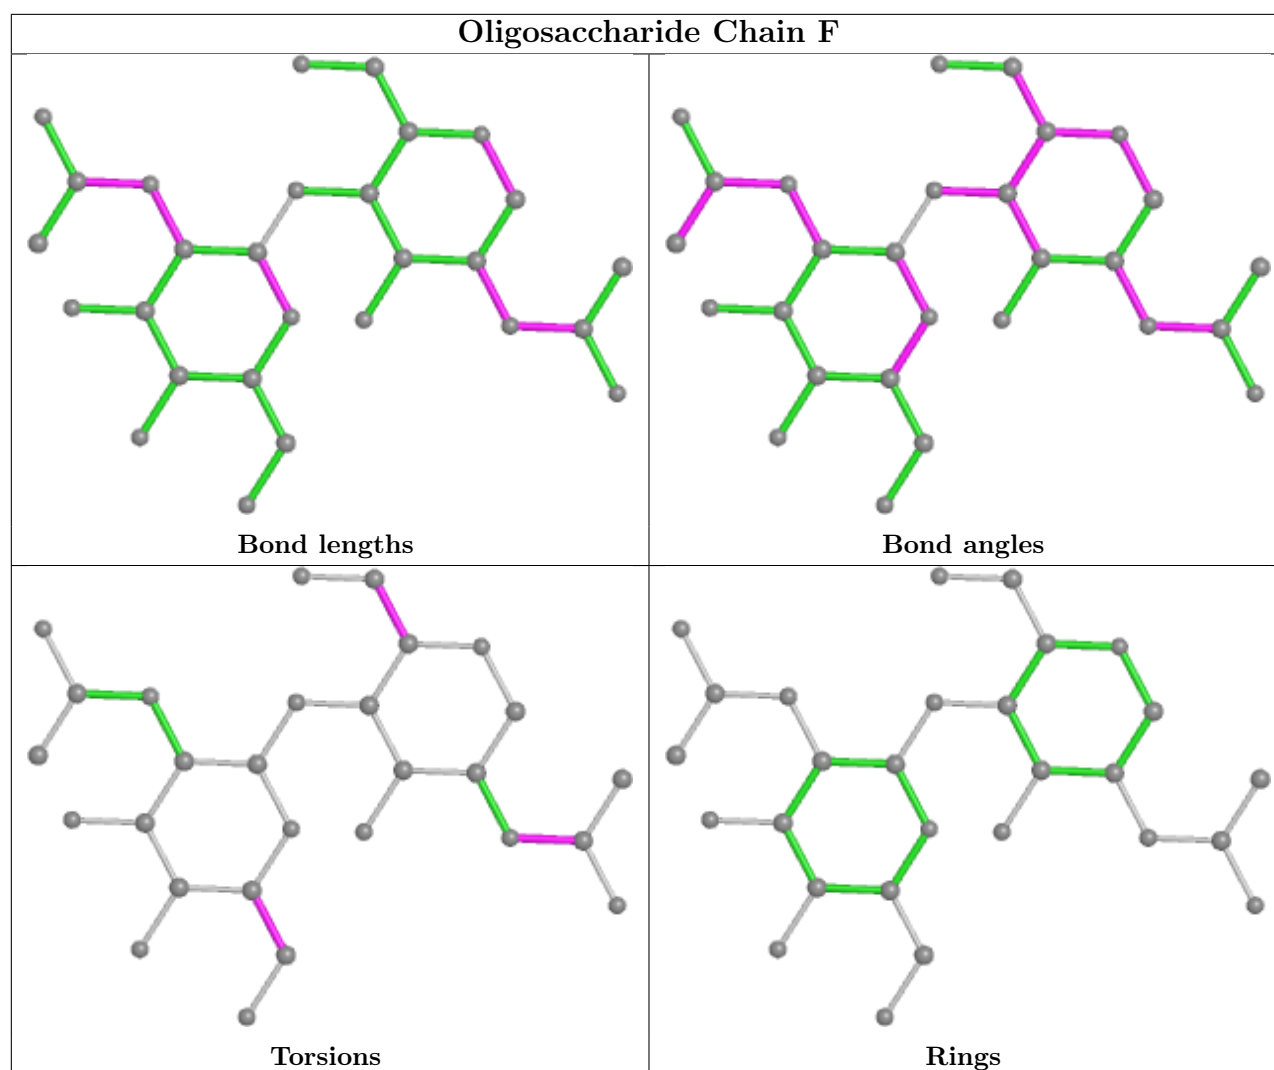 Oligosaccharide Chain F
Bond lengths
Bond angles
Torsions
Rings